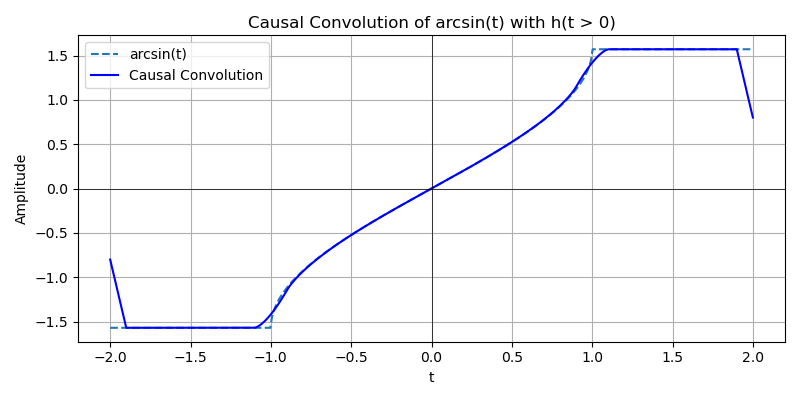 Causal Convolution of arcsin(t) with h(t > 0)
arcsin(t)
Causal Convolution
Amplitude
1.5
1.0
0.5
0.0
−0.5
−1.0
−1.5
−2.0 −1.5 −1.0 −0.5 0.0 0.5 1.0 1.5 2.0
t